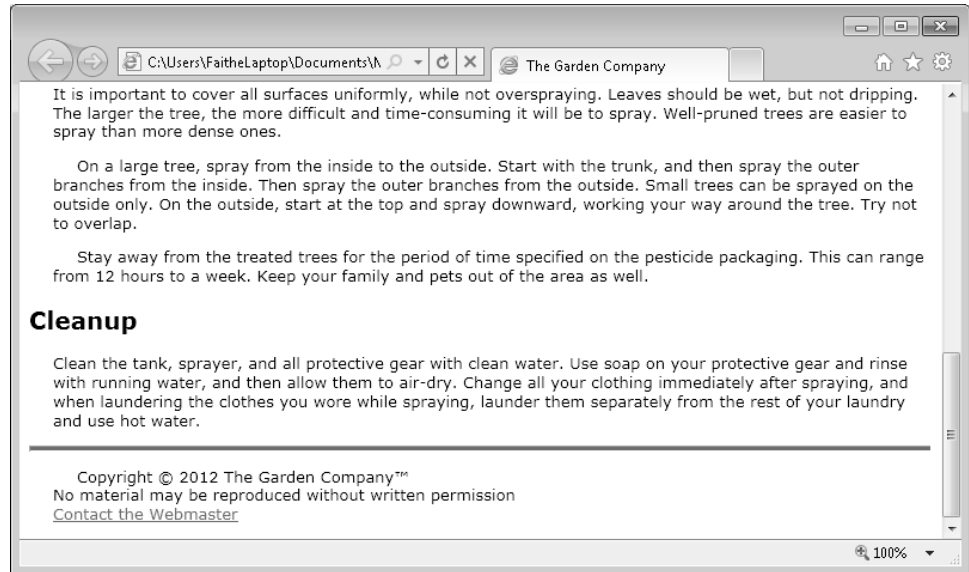 C:\Users\FaitheLaptop\Documents\
The Garden Company
It is important to cover all surfaces uniformly, while not overspraying. Leaves should be wet, but not dripping.
The larger the tree, the more difficult and time-consuming it will be to spray. Well-pruned trees are easier to
spray than more dense ones.
On a large tree, spray from the inside to the outside. Start with the trunk, and then spray the outer
branches from the inside. Then spray the outer branches from the outside. Small trees can be sprayed on the
outside only. On the outside, start at the top and spray downward, working your way around the tree. Try not
to overlap.
Stay away from the treated trees for the period of time specified on the pesticide packaging. This can range
from 12 hours to a week. Keep your family and pets out of the area as well.
Cleanup
Clean the tank, sprayer, and all protective gear with clean water. Use soap on your protective gear and rinse
with running water, and then allow them to air-dry. Change all your clothing immediately after spraying, and
when laundering the clothes you wore while spraying, launder them separately from the rest of your laundry
and use hot water.
Copyright © 2012 The Garden Company™
No material may be reproduced without written permission
Contact the Webmaster
100%